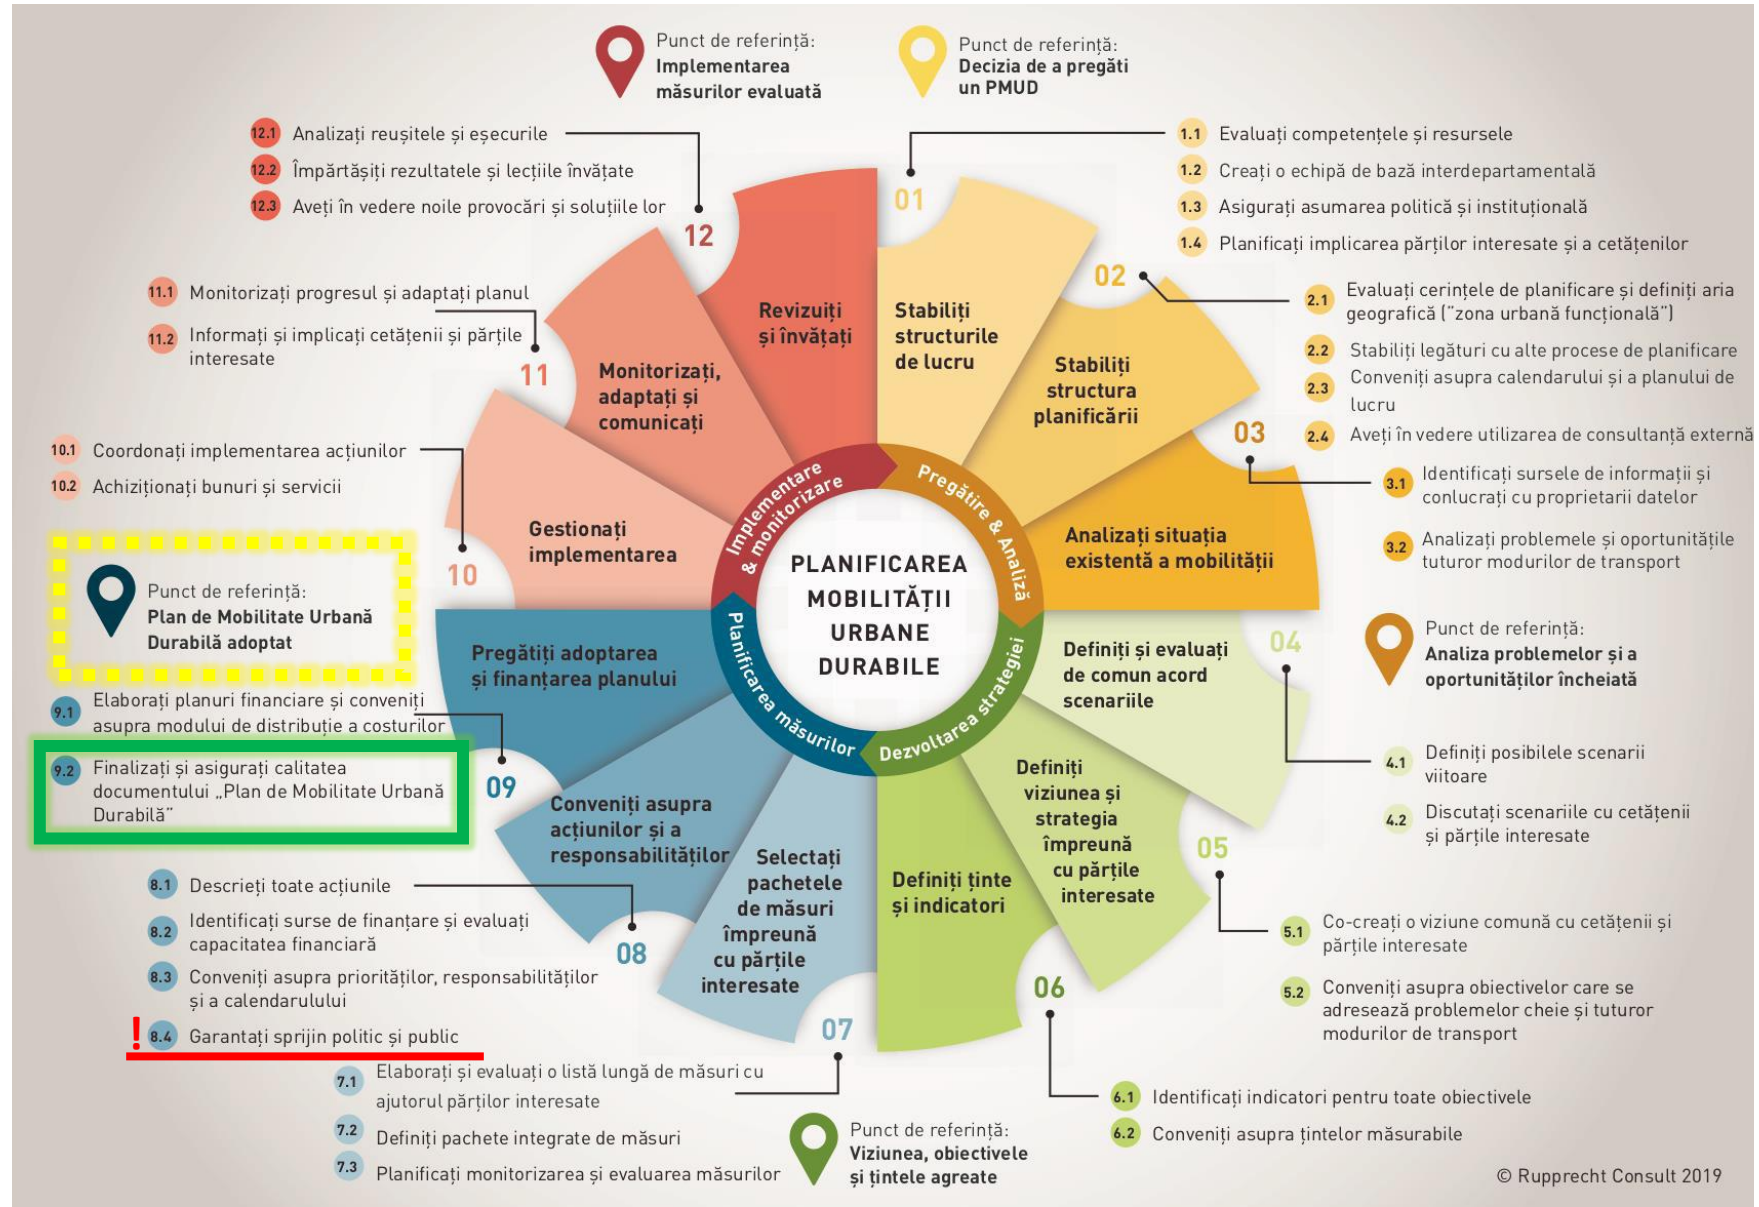 Punct de referință:
Implementarea
măsurilor evaluată
Punct de referință:
Decizia de a pregăti
un PMUD
12.1 Analizați reușitele și eșecurile
12.2 Împărtășiți rezultatele și lecțiile învățate
12.3 Aveți în vedere noile provocări și soluțiile lor
12
01
1.1 Evaluați competențele și resursele
1.2 Creați o echipă de bază interdepartamentală
1.3 Asigurați asumarea politică și instituțională
1.4 Planificați implicarea părților interesate și a cetățenilor
02
2.1 Evaluați cerințele de planificare și definiți aria
geografică ("zona urbană funcțională")
2.2 Stabiliți legături cu alte procese de planificare
2.3 Conveniți asupra calendarului și a planului de
lucru
2.4 Aveți în vedere utilizarea de consultanță externă
11.1 Monitorizați progresul și adaptați planul
11.2 Informați și implicați cetățenii și părțile
interesate
11
Revizuiți
și învățați
Stabiliți
structurile
de lucru
Monitorizați,
adaptați și
comunicați
Stabiliți
structura
planificării
03
3.1 Identificați sursele de informații și
conlucrați cu proprietarii datelor
3.2 Analizați problemele și oportunitățile
tuturor modurilor de transport
10.1 Coordonați implementarea acțiunilor
10.2 Achiziționați bunuri și servicii
10
Gestionați
implementarea
Analizați situația
existentă a mobilității
Implementare
& monitorizare
Pregătire & Analiză
PLANIFICAREA
MOBILITĂȚII
URBANE
DURABILE
Planificarea măsurilor
Dezvoltarea strategiei
Punct de referință:
Plan de Mobilitate Urbană
Durabilă adoptat
Pregătiți adoptarea
și finanțarea planului
Definiți și evaluați
de comun acord
scenariile
04
Punct de referință:
Analiza problemelor și a
oportunităților încheiată
9.1 Elaborați planuri financiare și conveniți
asupra modului de distribuție a costurilor
9.2 Finalizați și asigurați calitatea
documentului „Plan de Mobilitate Urbană
Durabilă”
09
4.1 Definiți posibilele scenarii
viitoare
4.2 Discutați scenariile cu cetățenii
și părțile interesate
Conveniți asupra
acțiunilor și a
responsabilităților
Selectați
pachetele
de măsuri
împreună
cu părțile
interesate
Definiți ținte
și indicatori
Definiți
viziunea și
strategia
împreună
cu părțile
interesate
05
8.1 Descrieți toate acțiunile
8.2 Identificați surse de finanțare și evaluați
capacitatea financiară
8.3 Conveniți asupra priorităților, responsabilităților
și a calendarulului
! 8.4 Garantați sprijin politic și public
08
5.1 Co-creați o viziune comună cu cetățenii și
părțile interesate
5.2 Conveniți asupra obiectivelor care se
adresează problemelor cheie și tuturor
modurilor de transport
06
07
7.1 Elaborați și evaluați o listă lungă de măsuri cu
ajutorul părților interesate
7.2 Definiți pachete integrate de măsuri
7.3 Planificați monitorizarea și evaluarea măsurilor
Punct de referință:
Viziunea, obiectivele
și țintele agreate
6.1 Identificați indicatori pentru toate obiectivele
6.2 Conveniți asupra țintelor măsurabile
© Rupprecht Consult 2019